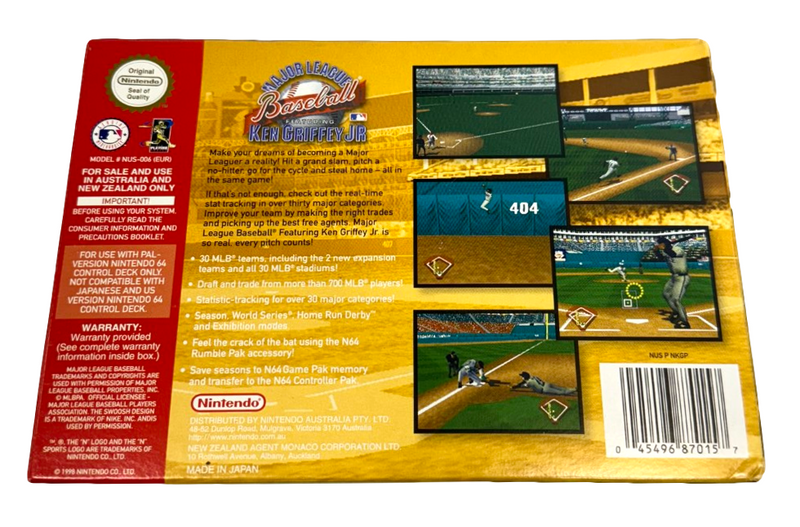 Original
Nintendo
Seal of
Quality
MODEL # NUS-006 (EUR)
FOR SALE AND USE
IN AUSTRALIA AND
NEW ZEALAND ONLY
IMPORTANT!
BEFORE USING YOUR SYSTEM,
CAREFULLY READ THE
CONSUMER INFORMATION AND
PRECAUTIONS BOOKLET.
FOR USE WITH PAL-
VERSION NINTENDO 64
CONTROL DECK ONLY.
NOT COMPATIBLE WITH
JAPANESE AND US
VERSION NINTENDO 64
CONTROL DECK.
WARRANTY:
Warranty provided
(See complete warranty
information inside box.)
MAJOR LEAGUE BASEBALL
TRADEMARKS AND COPYRIGHTS ARE
USED WITH PERMISSION OF MAJOR
LEAGUE BASEBALL PROPERTIES, INC.
© MLBPA. OFFICIAL LICENSEE -
MAJOR LEAGUE BASEBALL PLAYERS
ASSOCIATION. THE SWOOSH DESIGN
IS A TRADEMARK OF NIKE, INC. AND IS
USED BY PERMISSION.
™, ®, THE "N" LOGO AND THE "N"
SPORTS LOGO ARE TRADEMARKS OF
NINTENDO CO., LTD.
© 1998 NINTENDO CO., LTD.
MAJOR LEAGUE
Baseball
FEATURING
KEN GRIFFEY JR
Make your dreams of becoming a Major
Leaguer a reality! Hit a grand slam, pitch a
no-hitter, go for the cycle and steal home – all in
the same game!
If that's not enough, check out the real-time
stat tracking in over thirty major categories.
Improve your team by making the right trades
and picking up the best free agents. Major
League Baseball® Featuring Ken Griffey Jr. is
so real, every pitch counts!
• 30 MLB® teams, including the 2 new expansion
teams and all 30 MLB® stadiums!
• Draft and trade from more than 700 MLB® players!
• Statistic-tracking for over 30 major categories!
• Season, World Series®, Home Run Derby™
and Exhibition modes.
• Feel the crack of the bat using the N64
Rumble Pak accessory!
• Save seasons to N64 Game Pak memory
and transfer to the N64 Controller Pak.
Nintendo
DISTRIBUTED BY NINTENDO AUSTRALIA PTY. LTD.
48-52 Dunlop Road, Mulgrave, Victoria 3170 Australia
http://www.nintendo.com.au
NEW ZEALAND AGENT MONACO CORPORATION LTD.
10 Rothwell Avenue, Albany, Auckland.
MADE IN JAPAN
404
NUS P NKGP
0 45496 87015 7